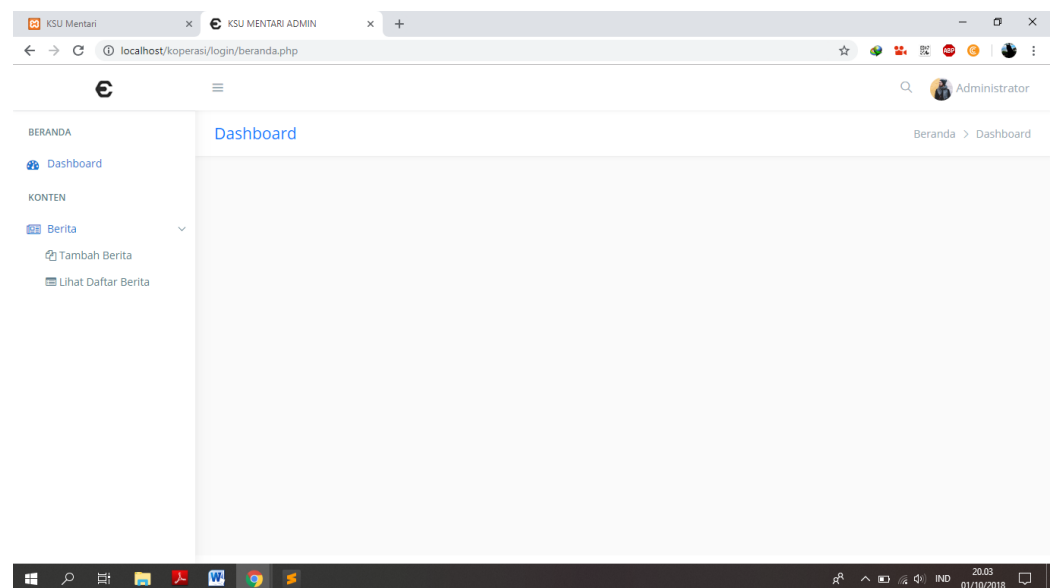 KSU Mentari
KSU MENTARI ADMIN
localhost/koperasi/login/beranda.php
ABP
Administrator
BERANDA
Dashboard
Beranda > Dashboard
Dashboard
KONTEN
Berita
Tambah Berita
Lihat Daftar Berita
IND
20.03
01/10/2018